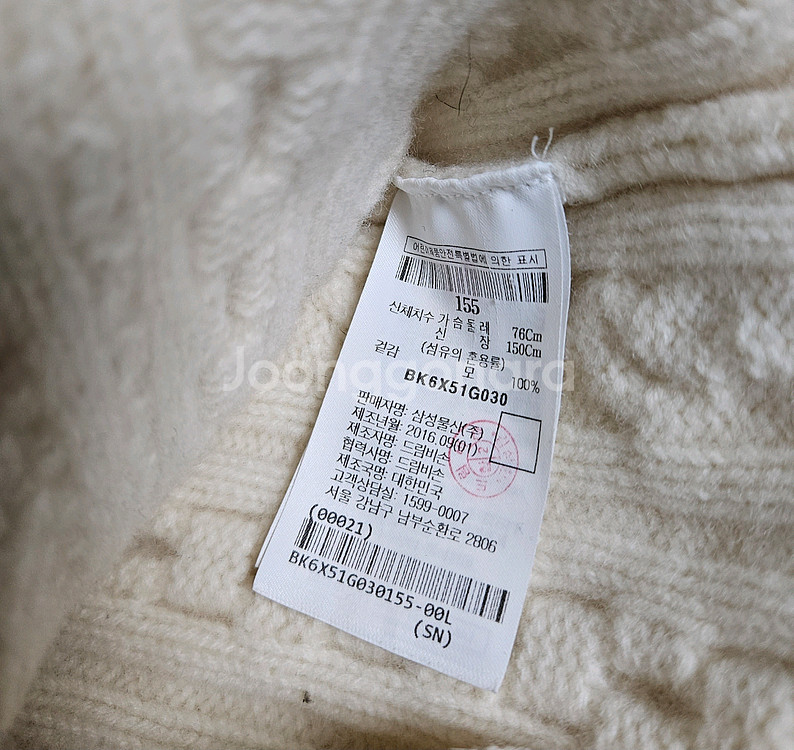 어린이제품안전특별법에 의한 표시
155
신체치수 가슴둘레 76Cm
신 장 150Cm
(섬유의 혼용률)
겉감 모 100%
Joonggonara
BK6X51G030
판매자명: 삼성물산(주)
제조년월: 2016.09(01)
제조자명: 드림비손
협력사명: 드림비손
제조국명: 대한민국
고객상담실: 1599-0007
서울 강남구 남부순환로 2806
(00021)
BK6X51G030155-00L
(SN)